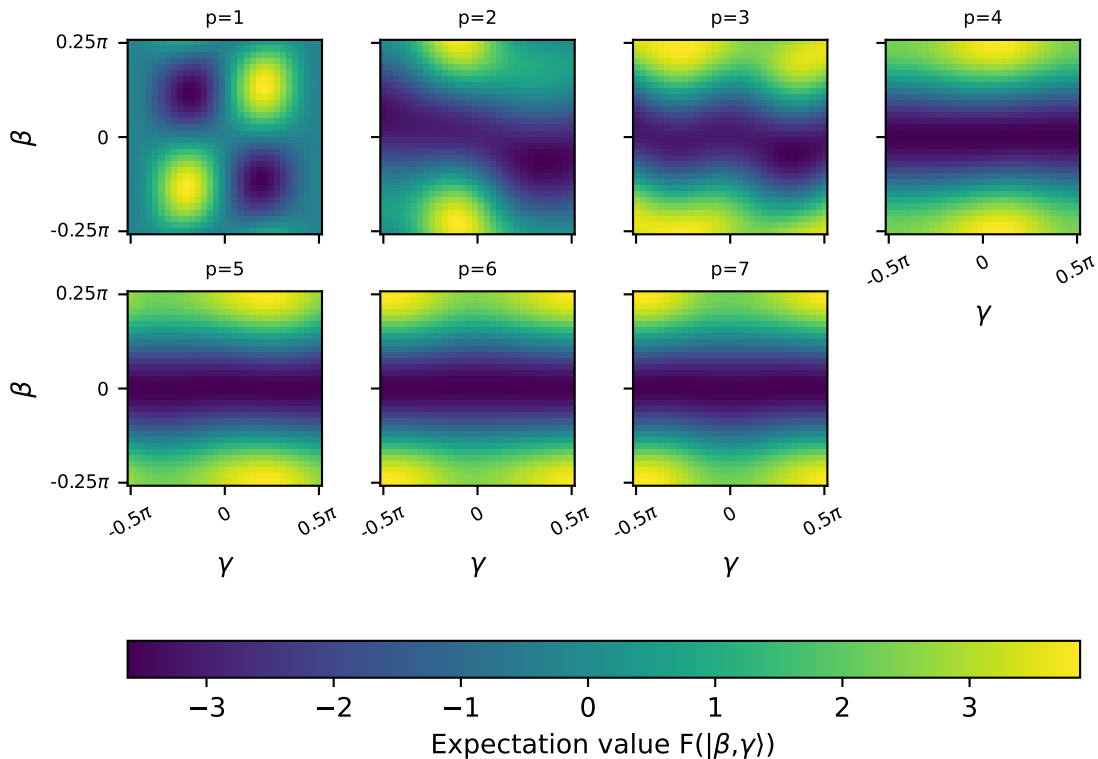 p=1
p=2
p=3
p=4
0.25π
0
-0.25π
β
-0.5π
0
0.5π
γ
p=5
p=6
p=7
0.25π
0
-0.25π
β
-0.5π
0
0.5π
-0.5π
0
0.5π
-0.5π
0
0.5π
γ
γ
γ
−3
−2
−1
0
1
2
3
Expectation value F(|β,γ⟩)